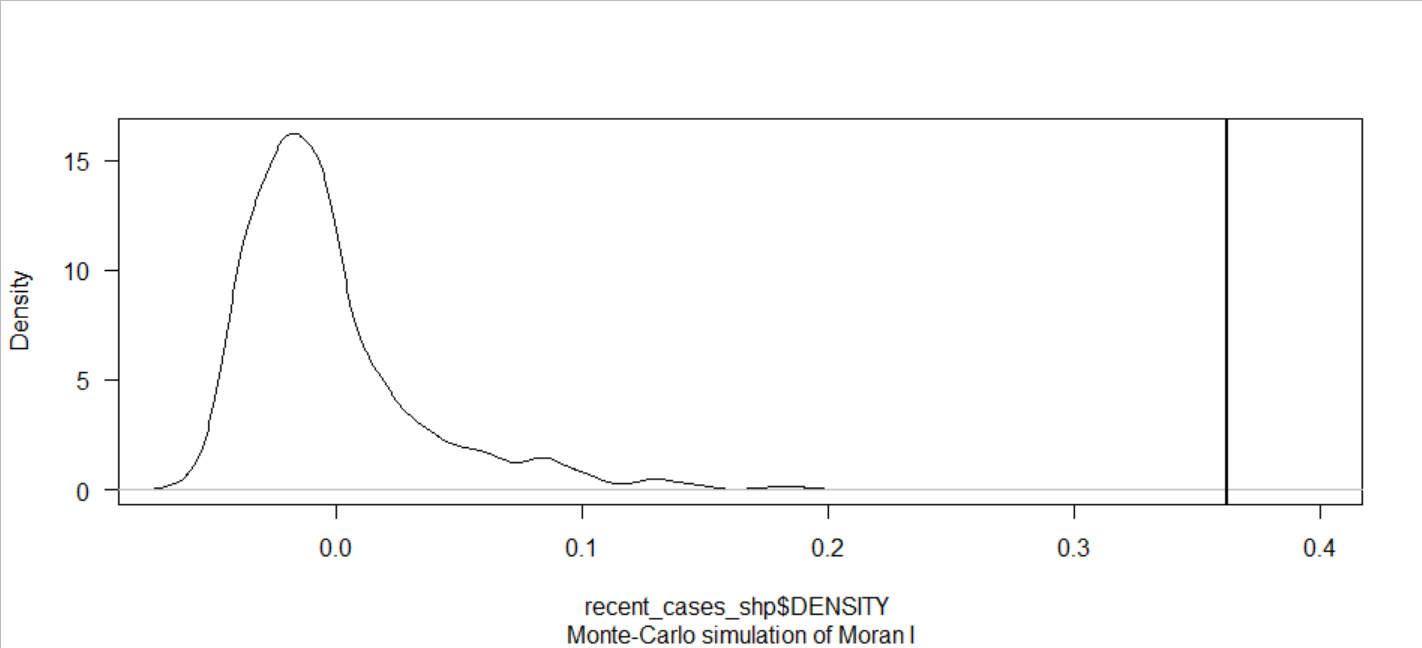 Density
15
10
5
0
0.0 0.1 0.2 0.3 0.4
recent_cases_shp$DENSITY
Monte-Carlo simulation of Moran I